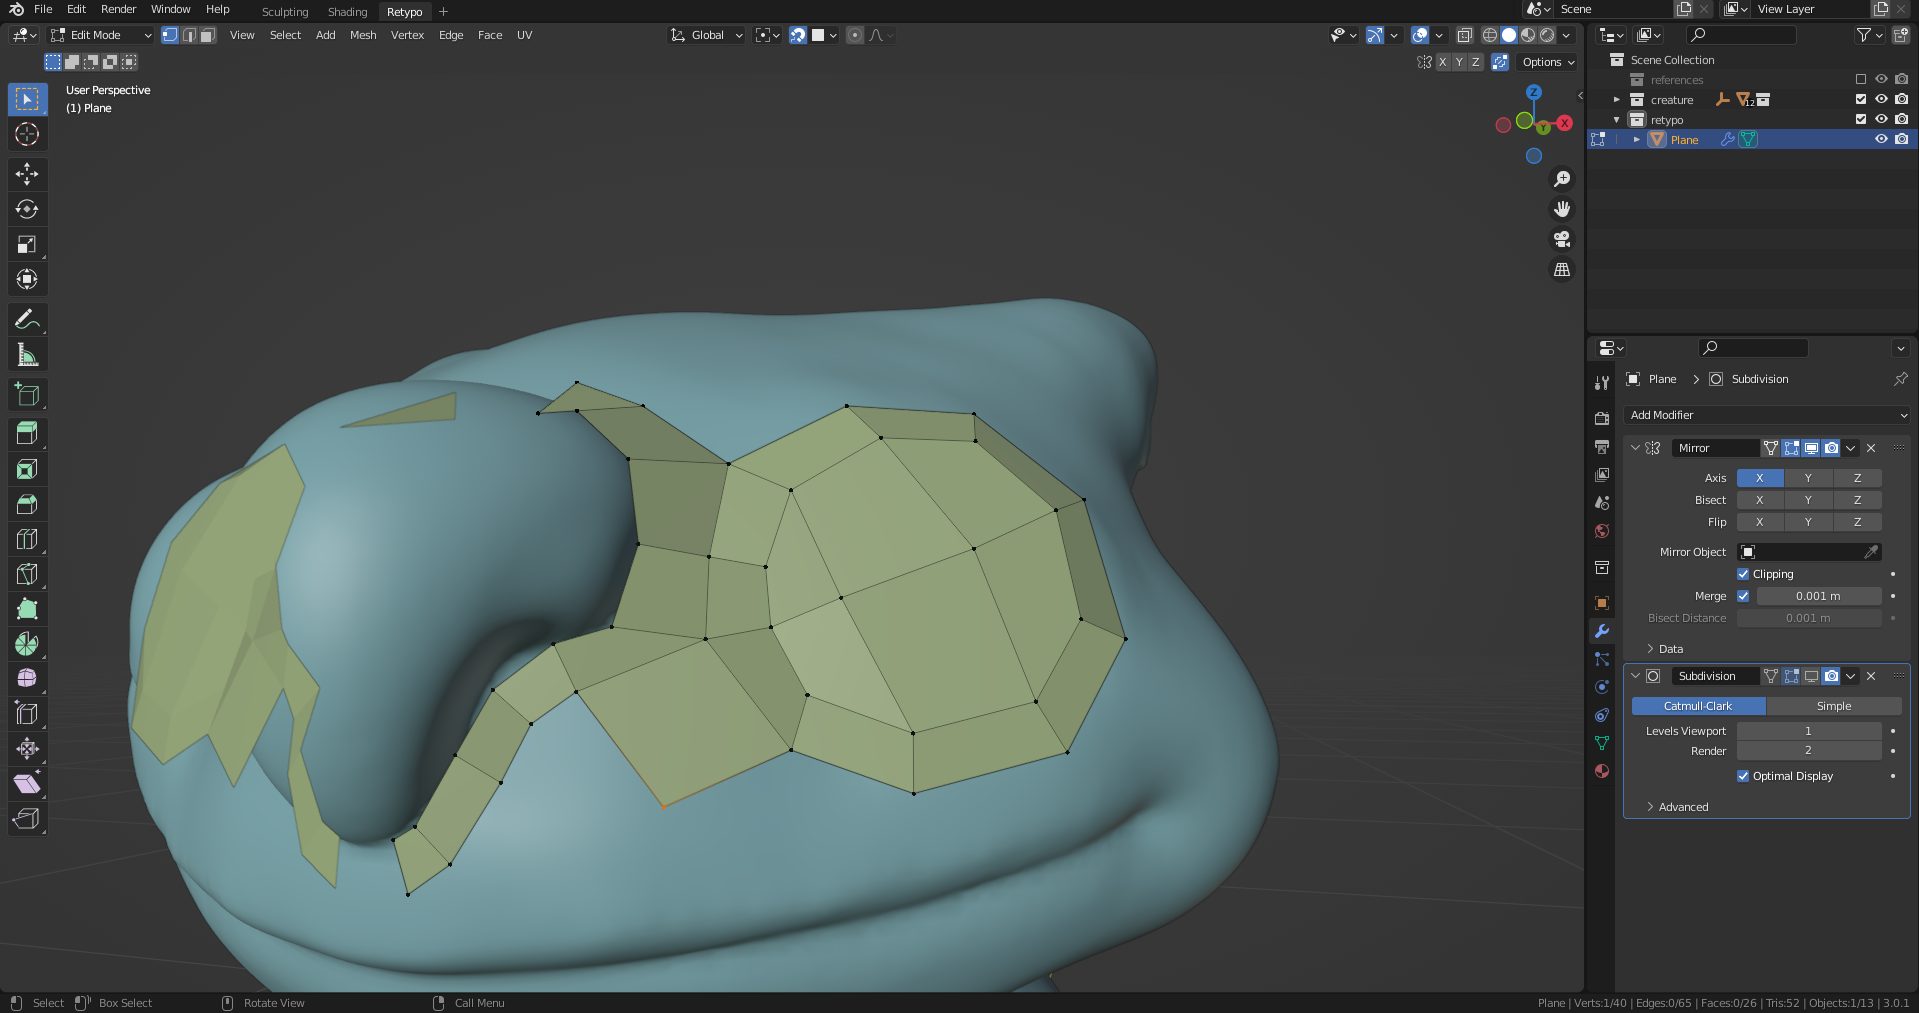 File Edit Render Window Help Sculpting Shading Retypo +
Scene View Layer
Edit Mode View Select Add Mesh Vertex Edge Face UV Global
X Y Z Options
User Perspective
(1) Plane
Z
Y X
Scene Collection
references
creature 12
retypo
Plane
Plane > Subdivision
Add Modifier
Mirror
Axis X Y Z
Bisect X Y Z
Flip X Y Z
Mirror Object
Clipping
Merge 0.001 m
Bisect Distance 0.001 m
Data
Subdivision
Catmull-Clark Simple
Levels Viewport 1
Render 2
Optimal Display
Advanced
Select Box Select Rotate View Call Menu
Plane | Verts:1/40 | Edges:0/65 | Faces:0/26 | Tris:52 | Objects:1/13 | 3.0.1